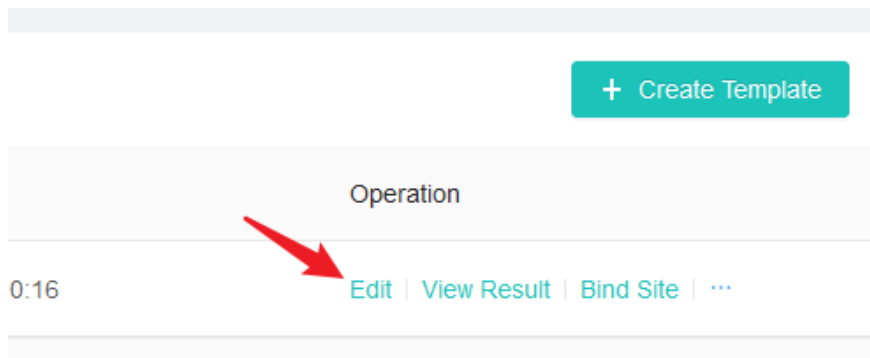 + Create Template
Operation
0:16 Edit View Result Bind Site ···